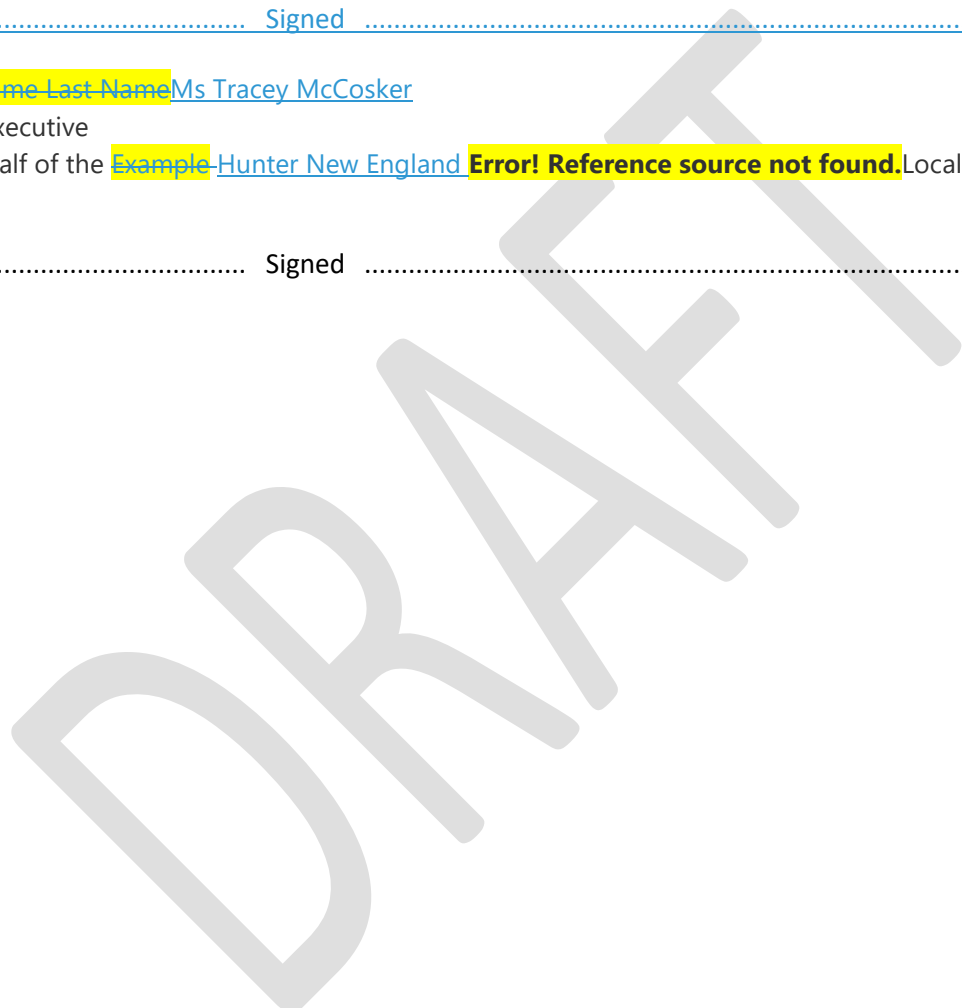 ........................................ Signed ....................................................................................
me Last NameMs Tracey McCosker
xecutive
alf of the Example Hunter New England Error! Reference source not found.Local
........................................ Signed ....................................................................................
DRAFT